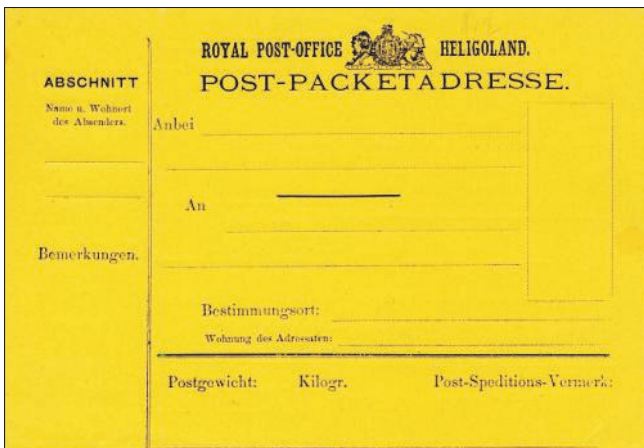 ROYAL POST-OFFICE HELIGOLAND.
POST-PACKETADRESSE.
ABSCHNITT
Name u. Wohnort
des Absenders.
Bemerkungen.
Anbei
An
Bestimmungsort:
Wohnung des Adressaten:
Postgewicht: Kilogr. Post-Speditions-Vermerk: